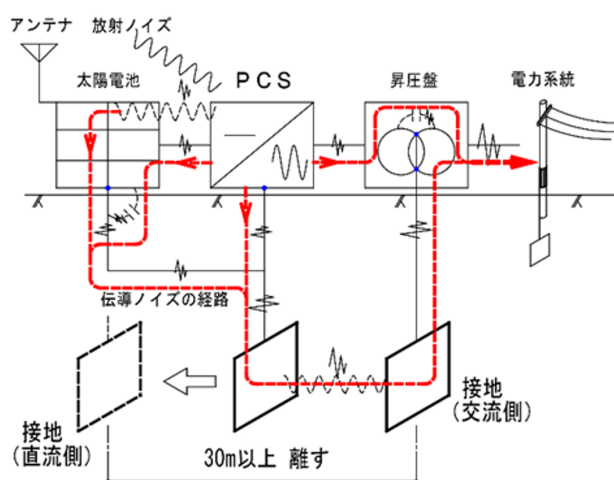 アンテナ 放射ノイズ
太陽電池
PCS
昇圧盤
電力系統
伝導ノイズの経路
接地
(直流側)
接地
(交流側)
30m以上 離す